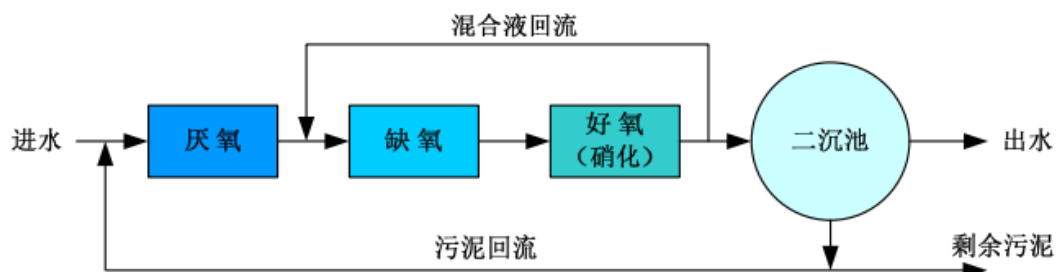 混合液回流
进水
厌氧
缺氧
好氧
（硝化）
二沉池
出水
污泥回流
剩余污泥